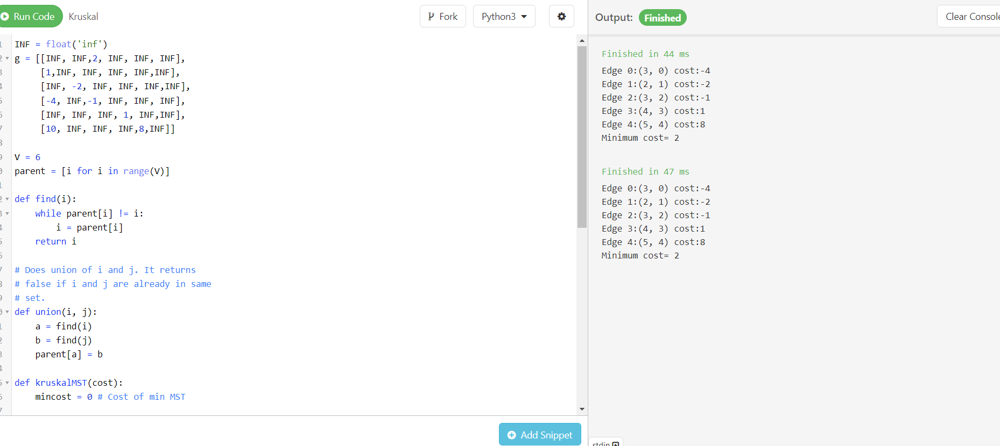 Run Code Kruskal Fork Python3
INF = float('inf')
g = [[INF, INF,2, INF, INF, INF],
[1,INF, INF, INF, INF,INF],
[INF, -2, INF, INF, INF,INF],
[-4, INF,-1, INF, INF, INF],
[INF, INF, INF, 1, INF,INF],
[10, INF, INF, INF,8,INF]]
V = 6
parent = [i for i in range(V)]
def find(i):
while parent[i] != i:
i = parent[i]
return i
# Does union of i and j. It returns
# false if i and j are already in same
# set.
def union(i, j):
a = find(i)
b = find(j)
parent[a] = b
def kruskalMST(cost):
mincost = 0 # Cost of min MST
Add Snippet
Output: Finished Clear Console
Finished in 44 ms
Edge 0:(3, 0) cost:-4
Edge 1:(2, 1) cost:-2
Edge 2:(3, 2) cost:-1
Edge 3:(4, 3) cost:1
Edge 4:(5, 4) cost:8
Minimum cost= 2
Finished in 47 ms
Edge 0:(3, 0) cost:-4
Edge 1:(2, 1) cost:-2
Edge 2:(3, 2) cost:-1
Edge 3:(4, 3) cost:1
Edge 4:(5, 4) cost:8
Minimum cost= 2
stdin